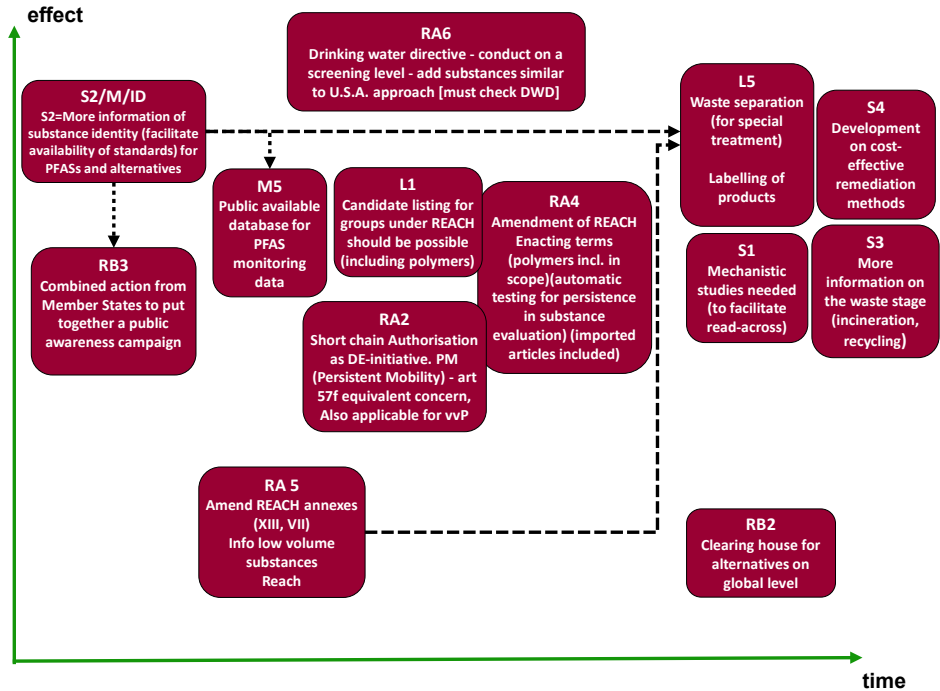 effect
RA6
Drinking water directive - conduct on a
screening level - add substances similar
to U.S.A. approach [must check DWD]
S2/M/ID
S2=More information of
substance identity (facilitate
availability of standards) for
PFASs and alternatives
L5
Waste separation
(for special
treatment)
Labelling of
products
S4
Development
on cost-
effective
remediation
methods
M5
Public available
database for
PFAS
monitoring
data
L1
Candidate listing for
groups under REACH
should be possible
(including polymers)
RA4
Amendment of REACH
Enacting terms
(polymers incl. in
scope)(automatic
testing for persistence
in substance
evaluation) (imported
articles included)
RB3
Combined action from
Member States to put
together a public
awareness campaign
S1
Mechanistic
studies needed
(to facilitate
read-across)
S3
More
information on
the waste stage
(incineration,
recycling)
RA2
Short chain Authorisation
as DE-initiative. PM
(Persistent Mobility) - art
57f equivalent concern,
Also applicable for vvP
RA 5
Amend REACH annexes
(XIII, VII)
Info low volume
substances
Reach
RB2
Clearing house for
alternatives on
global level
time